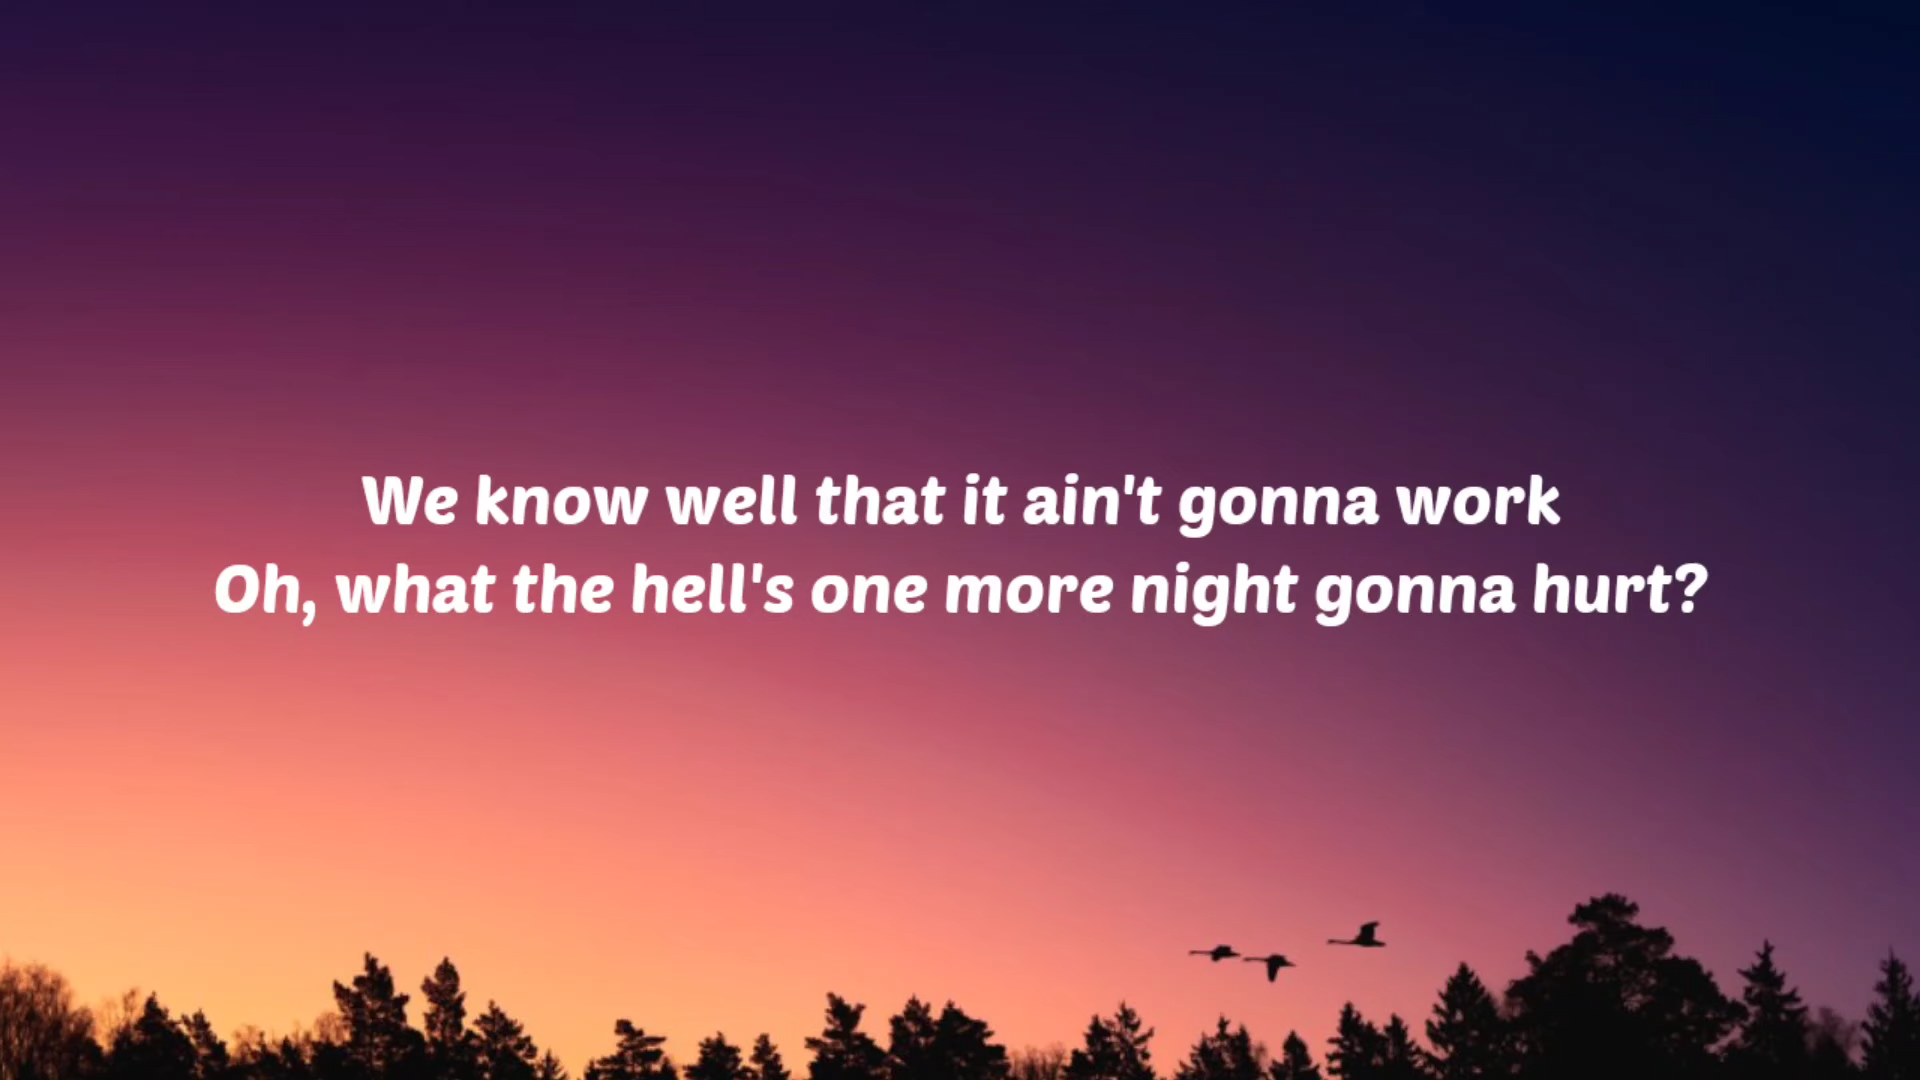 We know well that it ain't gonna work
Oh, what the hell's one more night gonna hurt?